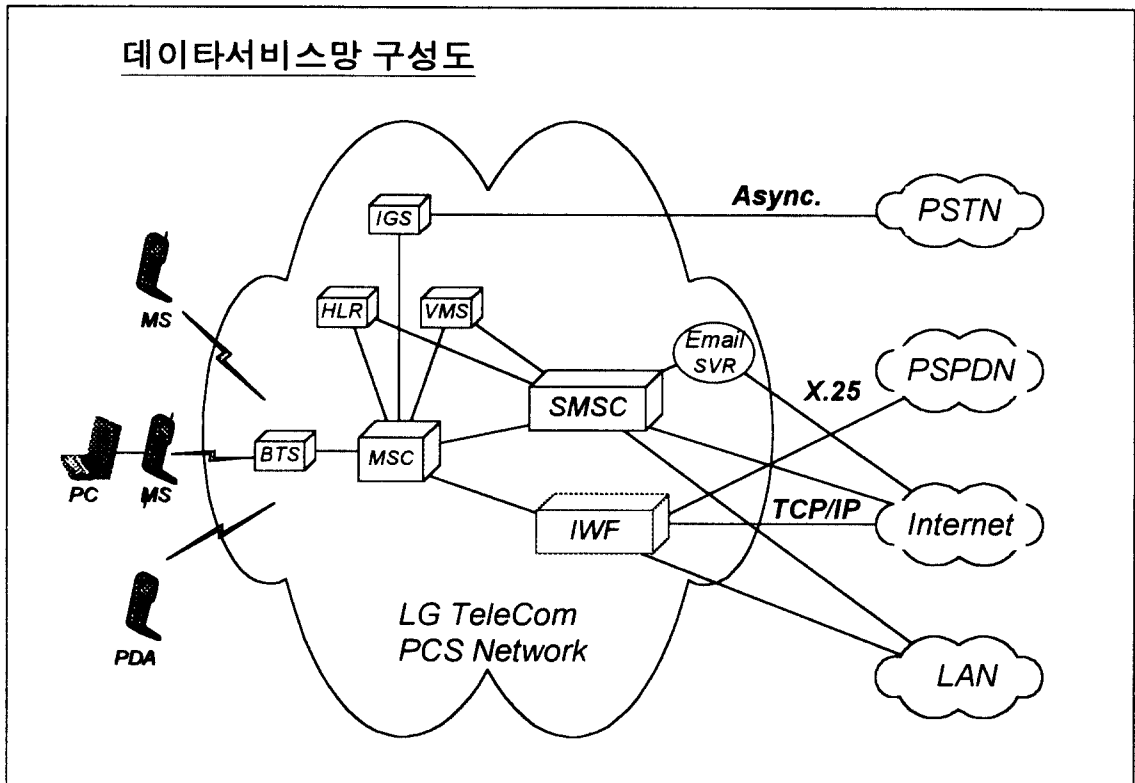 데이타서비스망 구성도
IGS
Async.
PSTN
MS
HLR
VMS
Email
SVR
PSPDN
X.25
SMSC
BTS
MSC
PC
MS
TCP/IP
Internet
IWF
PDA
LG TeleCom
PCS Network
LAN